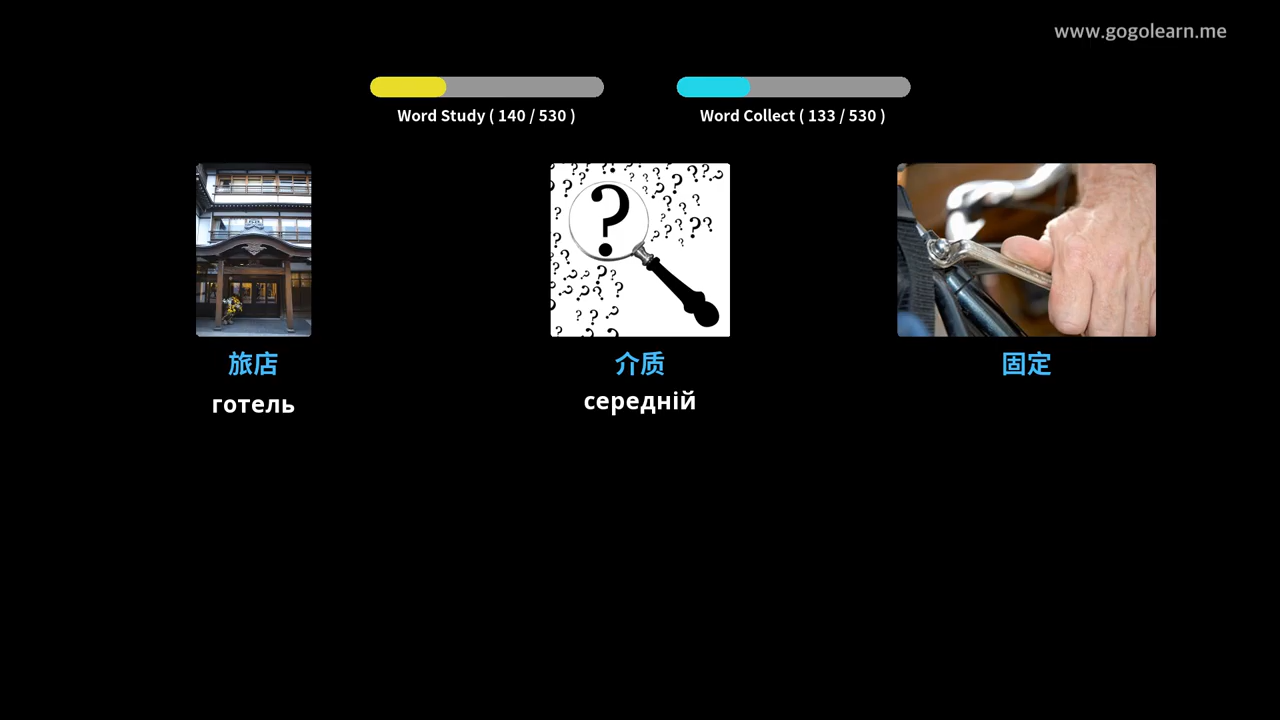 www.gogolearn.me
Word Study ( 140 / 530 )
Word Collect ( 133 / 530 )
旅店
介质
固定
готель
середній